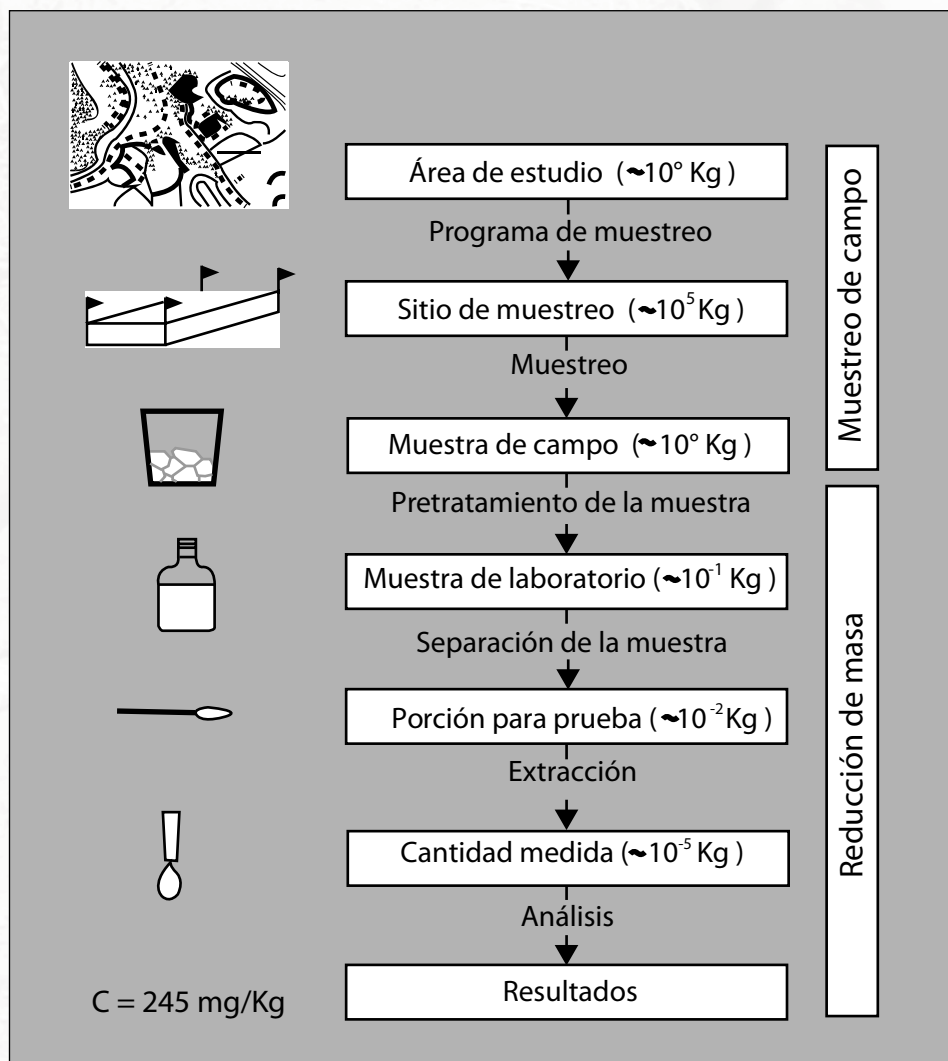 Área de estudio (~10° Kg)
Programa de muestreo
Sitio de muestreo (~10⁵ Kg)
Muestreo
Muestra de campo (~10° Kg)
Pretratamiento de la muestra
Muestra de laboratorio (~10⁻¹ Kg)
Separación de la muestra
Porción para prueba (~10⁻² Kg)
Extracción
Cantidad medida (~10⁻⁵ Kg)
Análisis
Resultados
C = 245 mg/Kg
Muestreo de campo
Reducción de masa